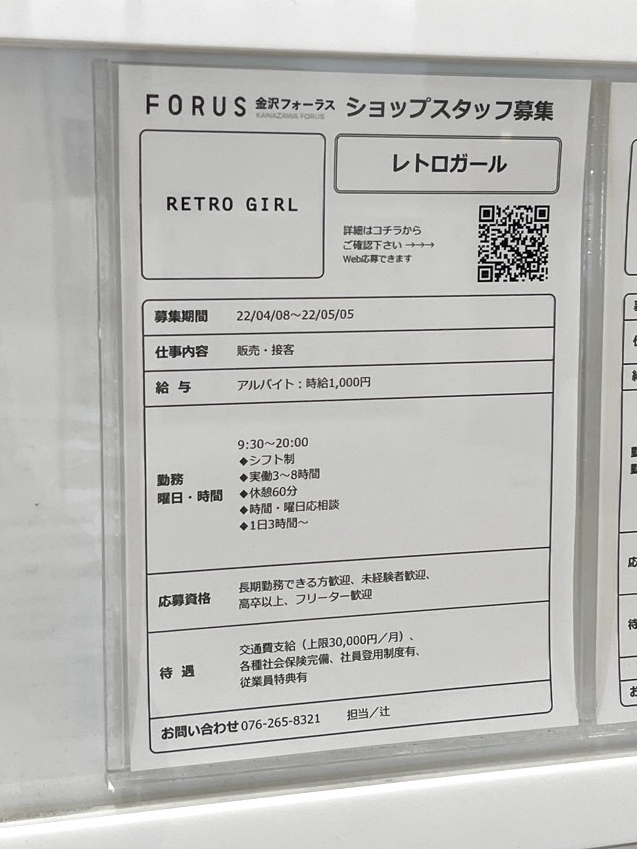 FORUS 金沢フォーラス ショップスタッフ募集
KANAZAWA FORUS
RETRO GIRL
レトロガール
詳細はコチラから
ご確認下さい →→→
Web応募できます
募集期間 22/04/08~22/05/05
仕事内容 販売・接客
給 与 アルバイト:時給1,000円
勤務
曜日・時間
9:30~20:00
◆シフト制
◆実働3~8時間
◆休憩60分
◆時間・曜日応相談
◆1日3時間~
応募資格
長期勤務できる方歓迎、未経験者歓迎、
高卒以上、フリーター歓迎
待 遇
交通費支給(上限30,000円/月)、
各種社会保険完備、社員登用制度有、
従業員特典有
お問い合わせ 076-265-8321 担当/辻